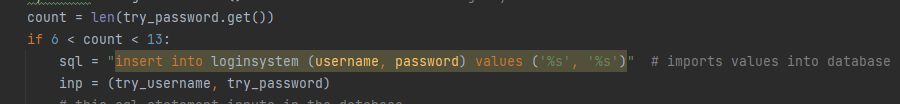 count = len(try_password.get())
if 6 < count < 13:
sql = "insert into loginsystem (username, password) values ('%s', '%s')"  # imports values into database
inp = (try_username, try_password)
# this sql statement inputs in the database